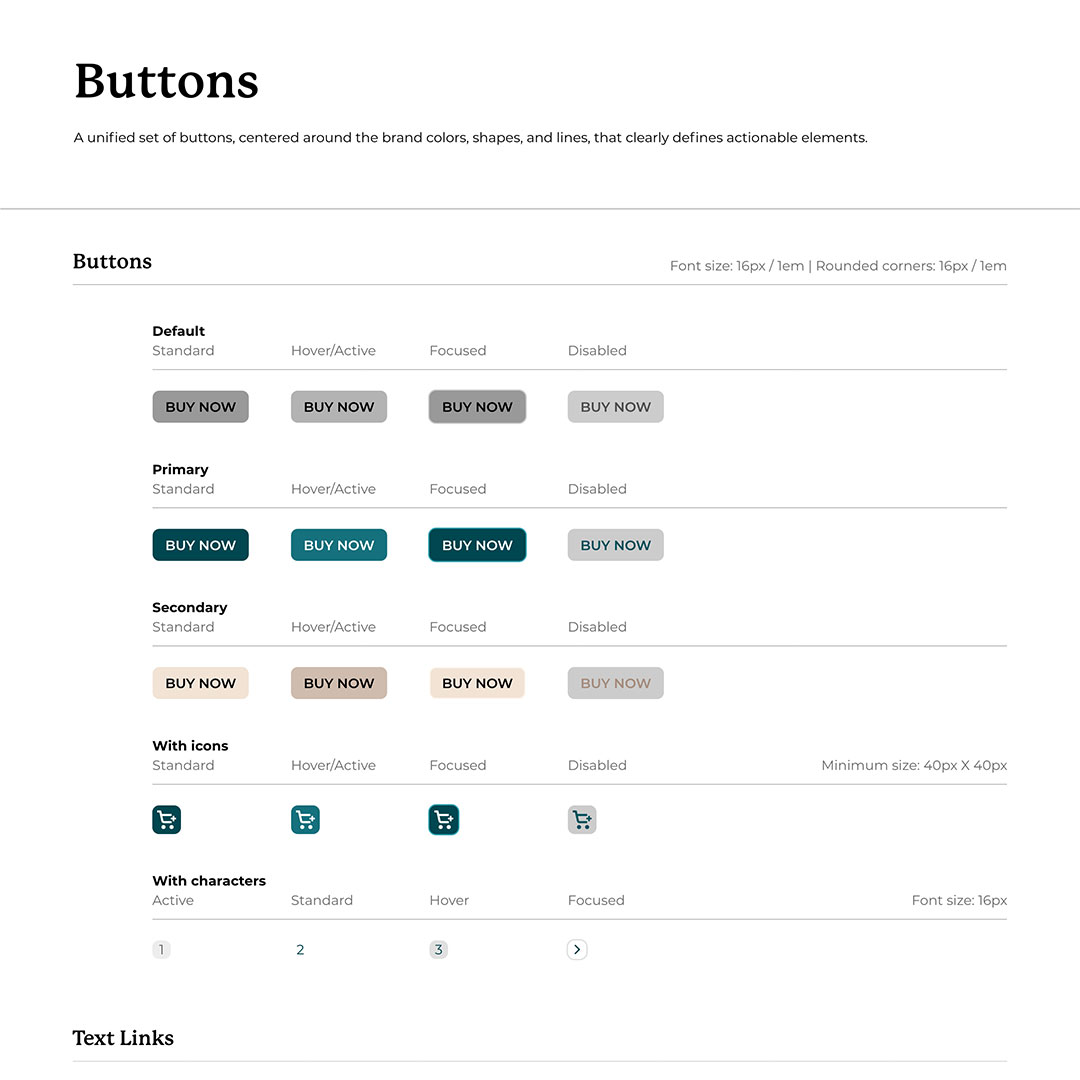 Buttons
A unified set of buttons, centered around the brand colors, shapes, and lines, that clearly defines actionable elements.
Buttons
Font size: 16px / 1em | Rounded corners: 16px / 1em
Default
Standard Hover/Active Focused Disabled
BUY NOW BUY NOW BUY NOW BUY NOW
Primary
Standard Hover/Active Focused Disabled
BUY NOW BUY NOW BUY NOW BUY NOW
Secondary
Standard Hover/Active Focused Disabled
BUY NOW BUY NOW BUY NOW BUY NOW
With icons
Standard Hover/Active Focused Disabled Minimum size: 40px X 40px
With characters
Active Standard Hover Focused Font size: 16px
1 2 3 >
Text Links